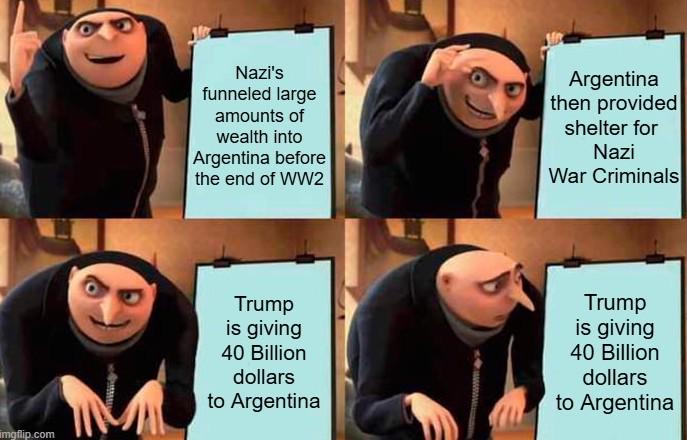 Nazi's
funneled large
amounts of
wealth into
Argentina before
the end of WW2
Argentina
then provided
shelter for
Nazi
War Criminals
Trump
is giving
40 Billion
dollars
to Argentina
Trump
is giving
40 Billion
dollars
to Argentina
imgflip.com